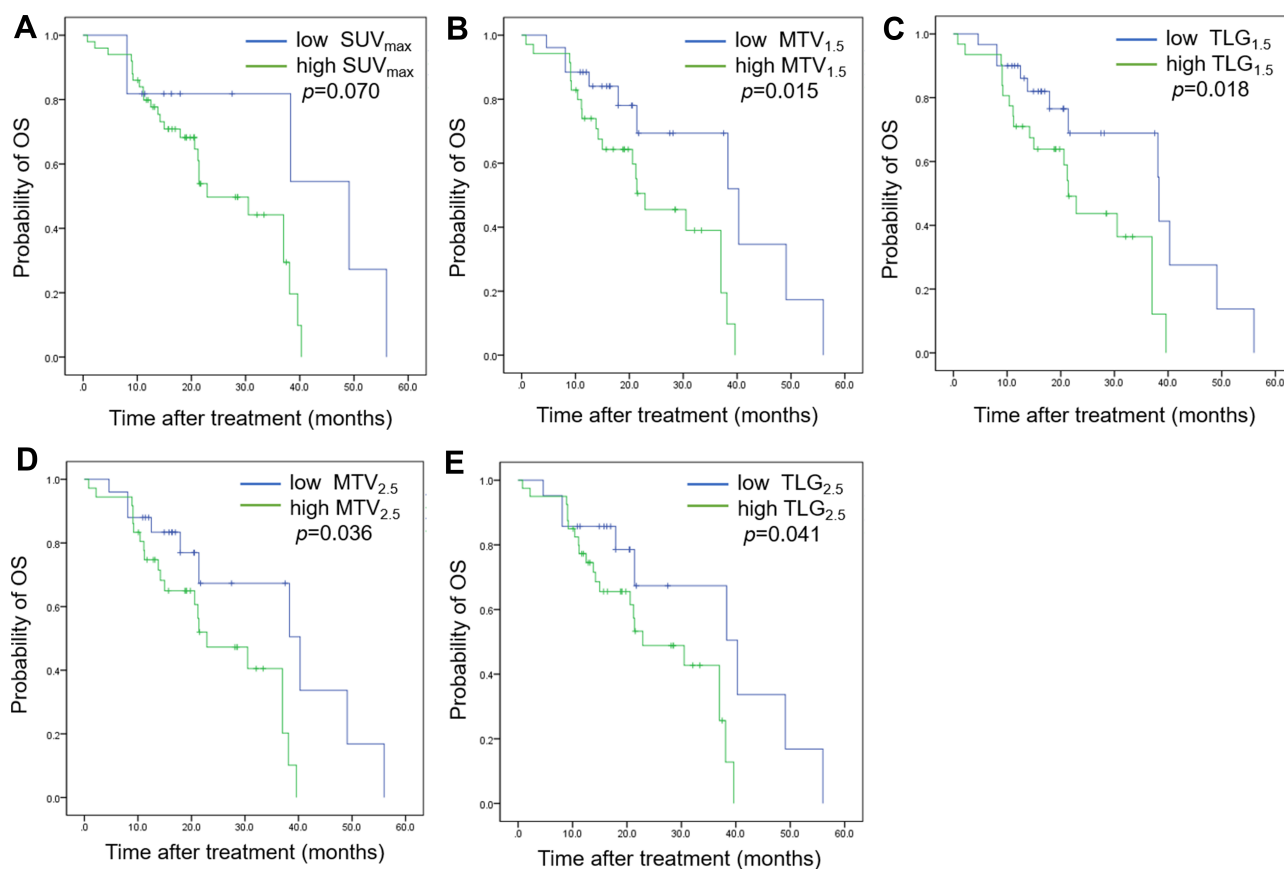 A
low SUVmax
high SUVmax
p=0.070
Probability of OS
1.0
0.8
0.6
0.4
0.2
0.0
.0 10.0 20.0 30.0 40.0 50.0 60.0
Time after treatment (months)
B
low MTV1.5
high MTV1.5
p=0.015
Probability of OS
1.0
0.8
0.6
0.4
0.2
0.0
.0 10.0 20.0 30.0 40.0 50.0 60.0
Time after treatment (months)
C
low TLG1.5
high TLG1.5
p=0.018
Probability of OS
1.0
0.8
0.6
0.4
0.2
0.0
.0 10.0 20.0 30.0 40.0 50.0 60.0
Time after treatment (months)
D
low MTV2.5
high MTV2.5
p=0.036
Probability of OS
1.0
0.8
0.6
0.4
0.2
0.0
.0 10.0 20.0 30.0 40.0 50.0 60.0
Time after treatment (months)
E
low TLG2.5
high TLG2.5
p=0.041
Probability of OS
1.0
0.8
0.6
0.4
0.2
0.0
.0 10.0 20.0 30.0 40.0 50.0 60.0
Time after treatment (months)